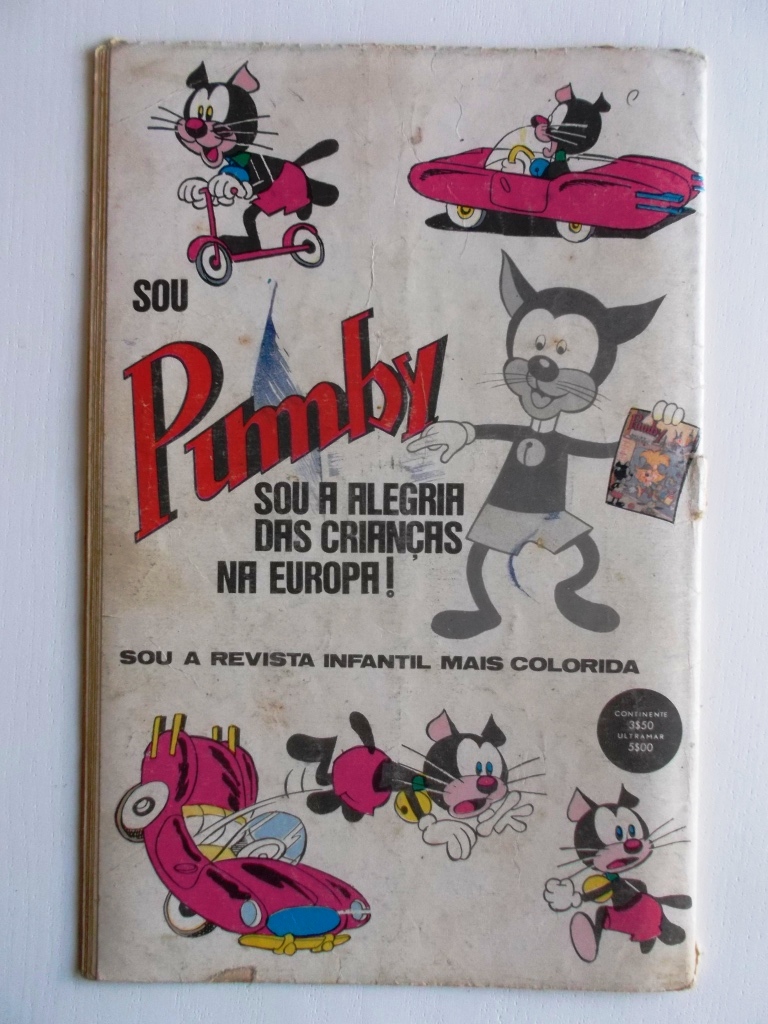 SOU
Pumby
SOU A ALEGRIA
DAS CRIANÇAS
NA EUROPA!
Pumby
SOU A REVISTA INFANTIL MAIS COLORIDA
CONTINENTE
3$50
ULTRAMAR
5$00